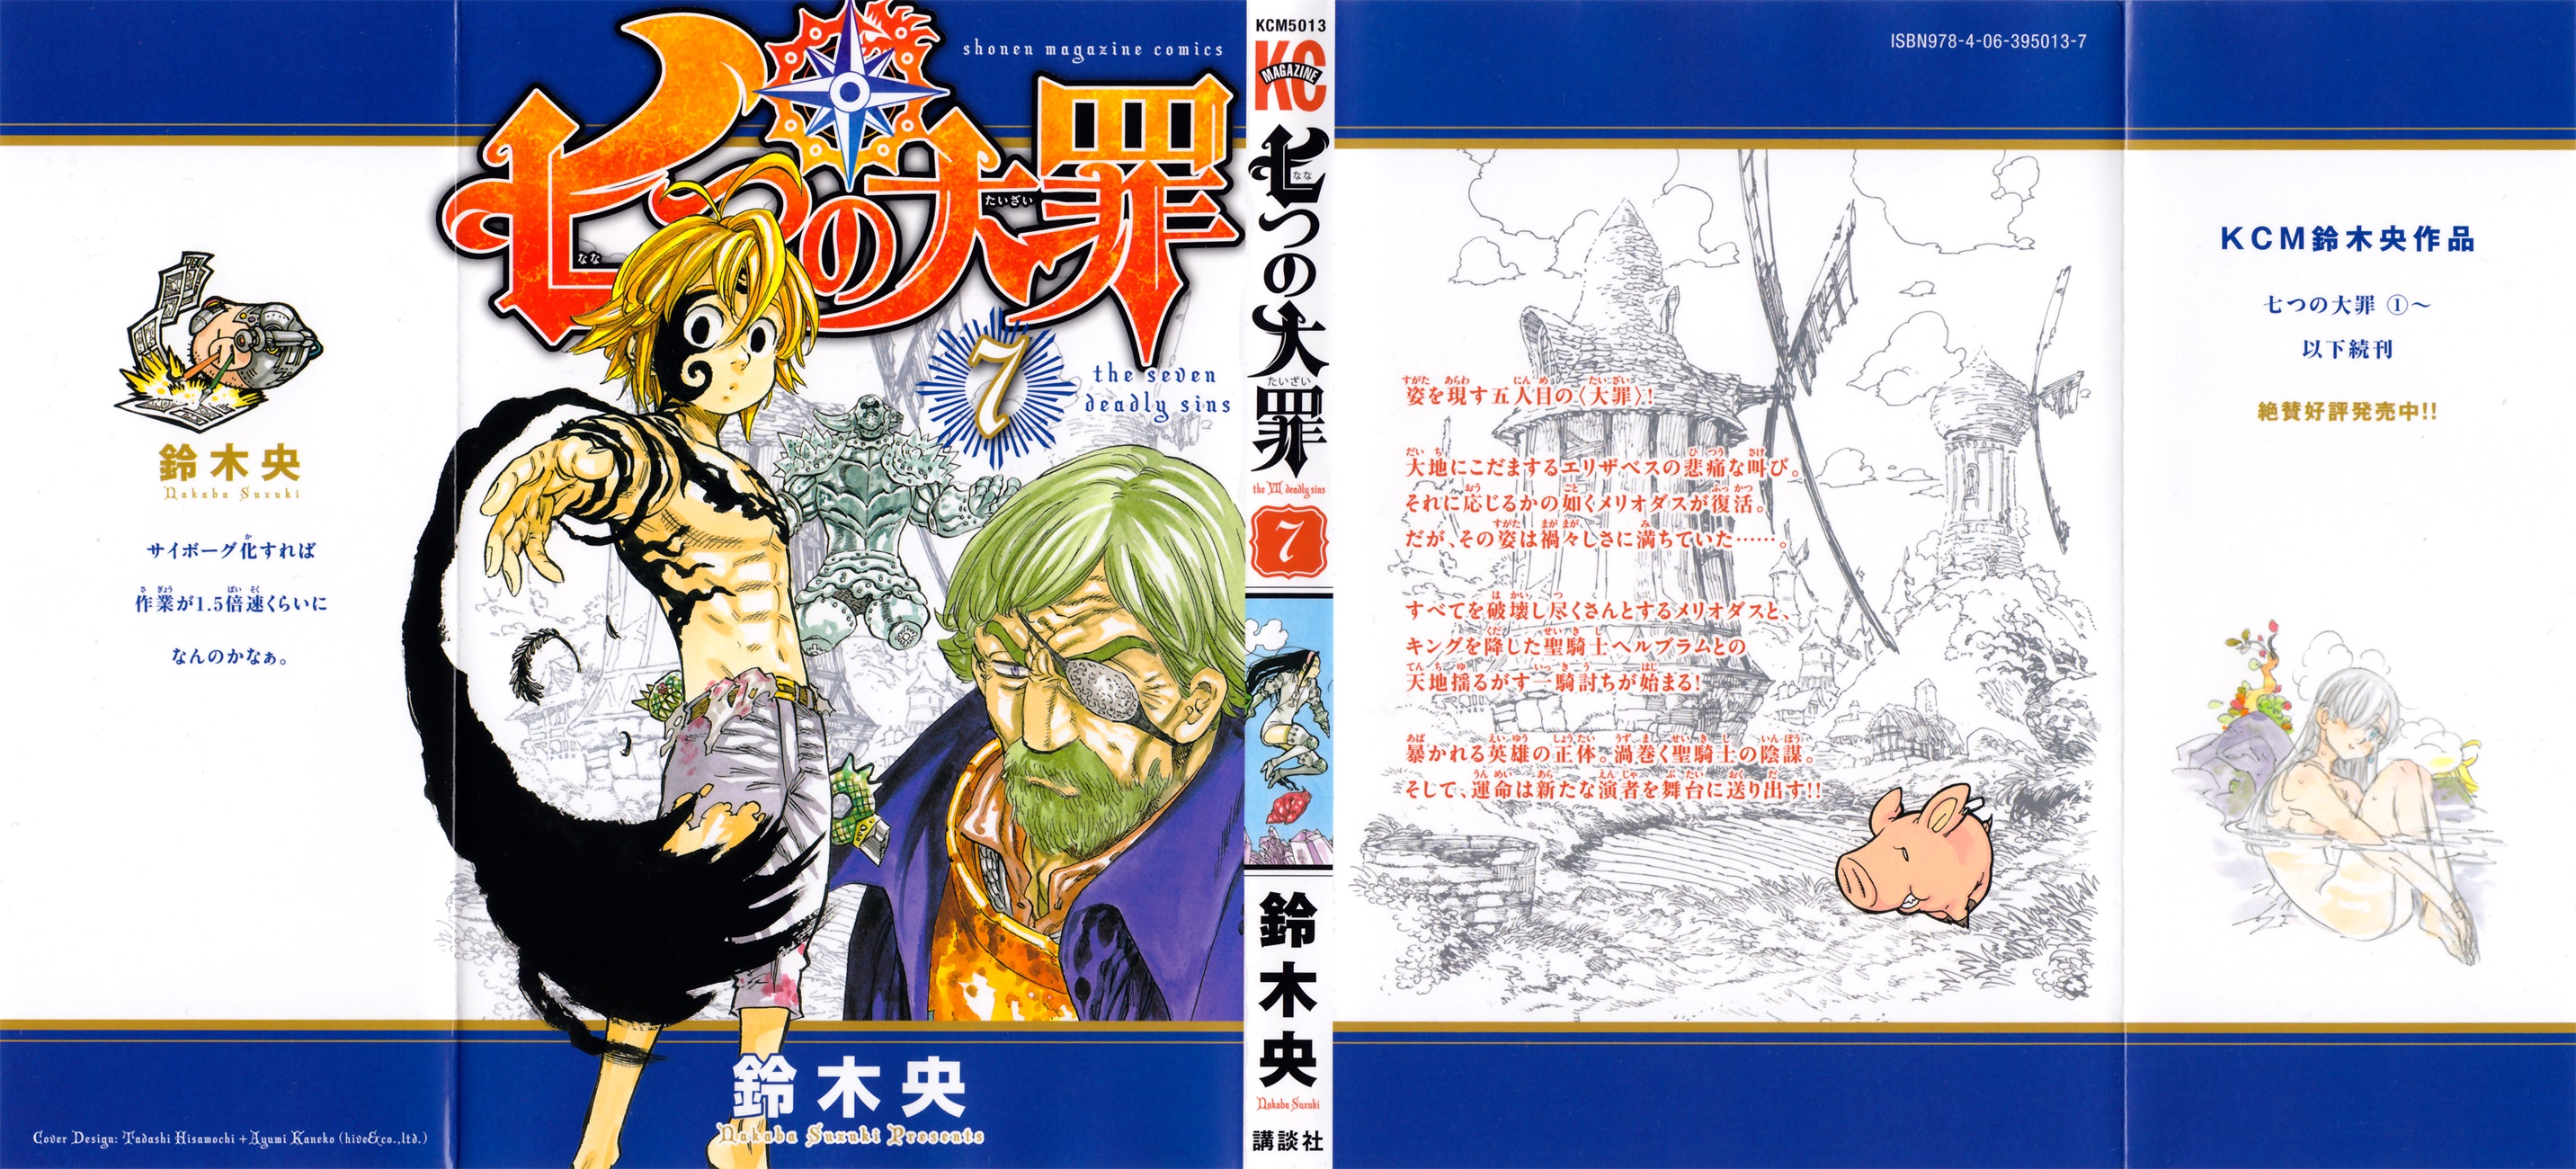 鈴木央
Nakaba Suzuki
サイボーグ化すれば
作業が1.5倍速くらいに
なんのかなぁ。
Cover Design: Tadashi Hisamochi + Ayumi Kaneko (hive&co.,ltd.)
shonen magazine comics
七つの大罪
7
the seven
deadly sins
鈴木央
Nakaba Suzuki Presents
KCM5013
KC
MAGAZINE
七つの大罪
the VII deadly sins
7
鈴木央
Nakaba Suzuki
講談社
ISBN978-4-06-395013-7
姿を現す五人目の〈大罪〉!
大地にこだまするエリザベスの悲痛な叫び。
それに応じるかの如くメリオダスが復活。
だが、その姿は禍々しさに満ちていた……。
すべてを破壊し尽くさんとするメリオダスと、
キングを降した聖騎士ヘルブラムとの
天地揺るがす一騎討ちが始まる!
暴かれる英雄の正体。渦巻く聖騎士の陰謀。
そして、運命は新たな演者を舞台に送り出す!!
KCM鈴木央作品
七つの大罪 ①〜
以下続刊
絶賛好評発売中!!